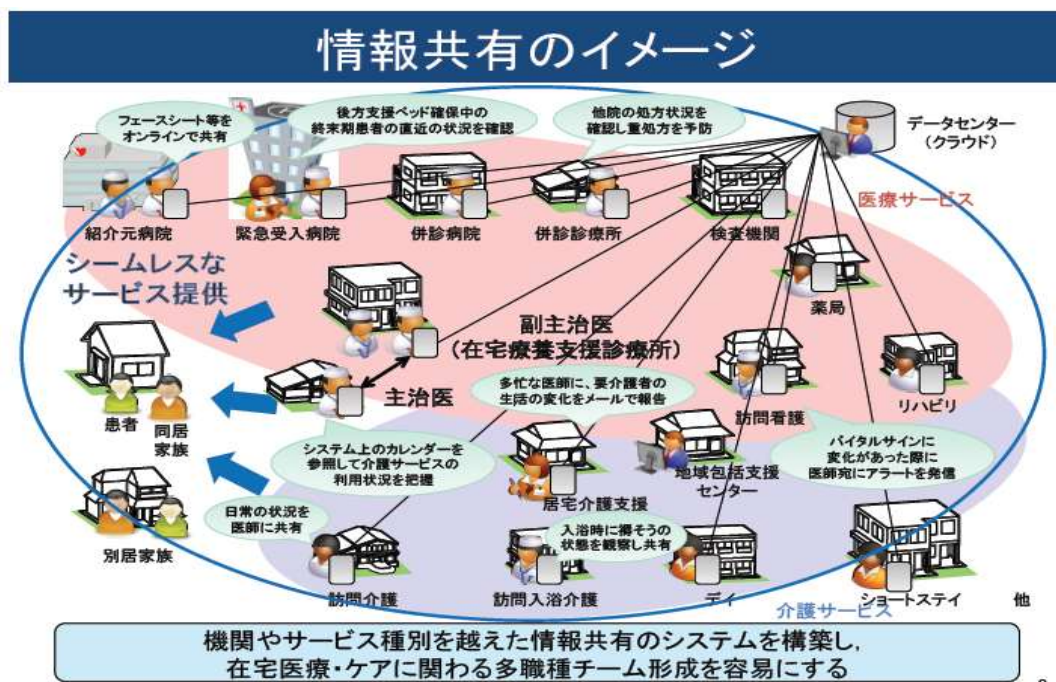 情報共有のイメージ
フェースシート等を
オンラインで共有
後方支援ベッド確保中の
終末期患者の直近の状況を確認
他院の処方状況を
確認し重処方を予防
データセンター
(クラウド)
医療サービス
紹介元病院
緊急受入病院
併診病院
併診診療所
検査機関
シームレスな
サービス提供
薬局
副主治医
(在宅療養支援診療所)
主治医
多忙な医師に、要介護者の
生活の変化をメールで報告
訪問看護
リハビリ
患者
同居
家族
システム上のカレンダーを
参照して介護サービスの
利用状況を把握
居宅介護支援
地域包括支援
センター
バイタルサインに
変化があった際に
医師宛にアラートを発信
日常の状況を
医師に共有
入浴時に褥そうの
状態を観察し共有
別居家族
訪問介護
訪問入浴介護
デイ
ショートステイ
他
介護サービス
機関やサービス種別を越えた情報共有のシステムを構築し,
在宅医療・ケアに関わる多職種チーム形成を容易にする